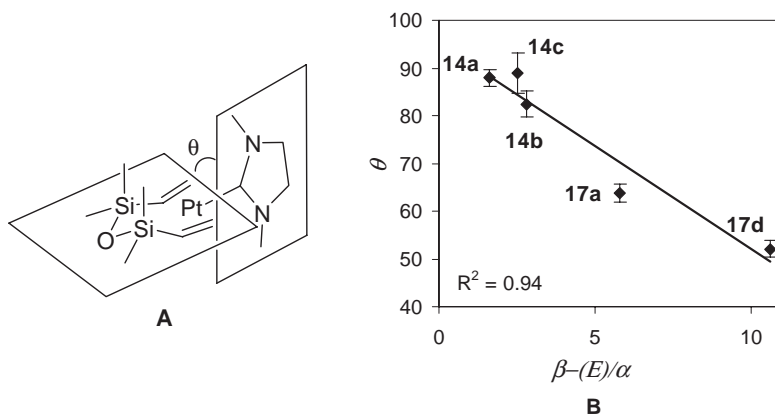 θ
N
Pt
N
Si
Si
O
A
100
90
80
70
60
50
40
θ
14a
14c
14b
17a
17d
R² = 0.94
0
5
10
β–(E)/α
B